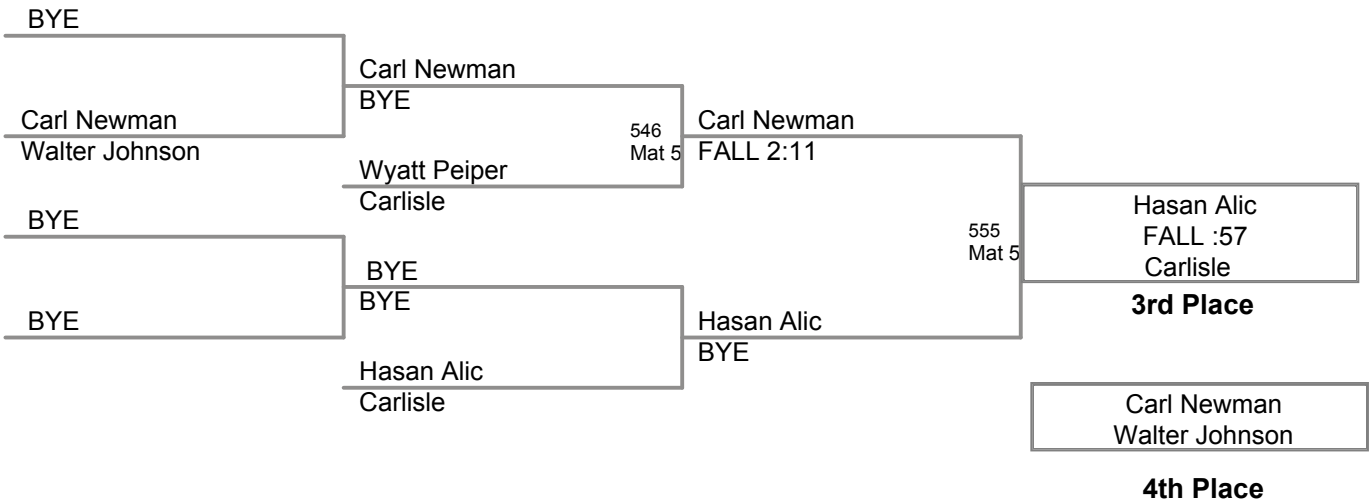 BYE
Carl Newman
BYE
Carl Newman
Walter Johnson
546
Mat 5
Carl Newman
FALL 2:11
Wyatt Peiper
Carlisle
BYE
555
Mat 5
Hasan Alic
FALL :57
Carlisle
3rd Place
BYE
BYE
BYE
Hasan Alic
BYE
Hasan Alic
Carlisle
Carl Newman
Walter Johnson
4th Place